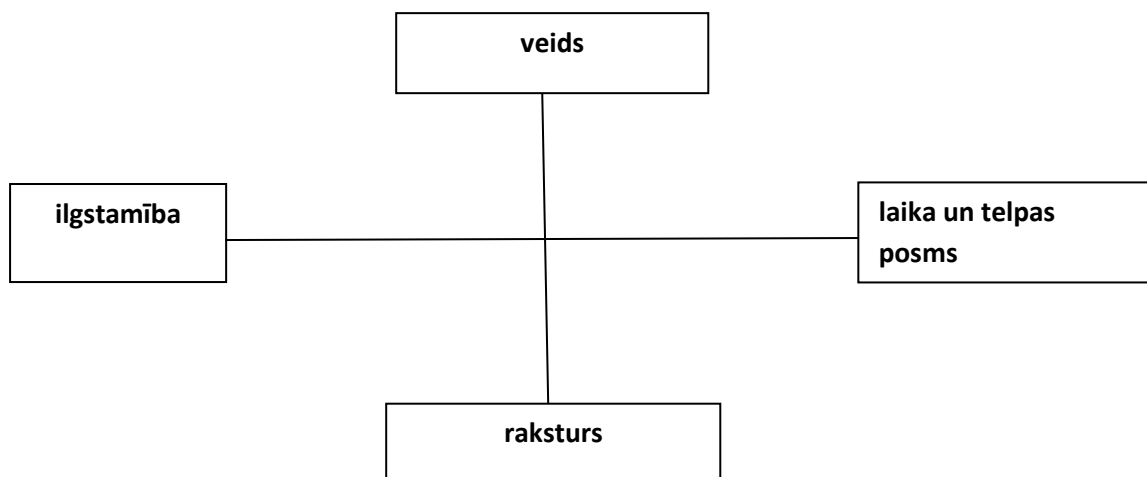 veids
ilgstamība
laika un telpas
posms
raksturs